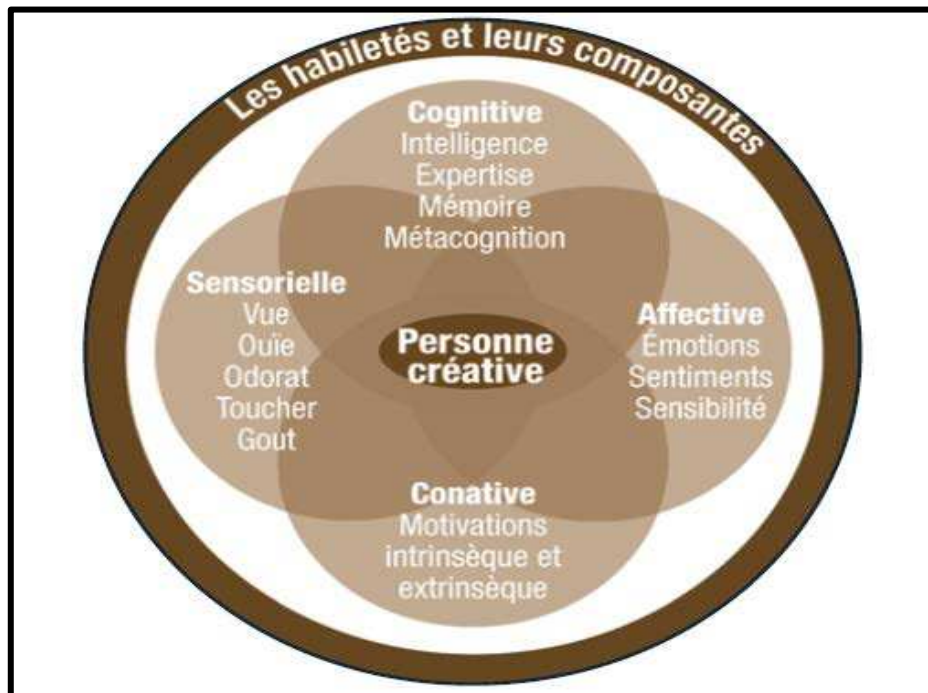 Les habiletés et leurs composantes
Cognitive
Intelligence
Expertise
Mémoire
Métacognition
Sensorielle
Vue
Ouïe
Odorat
Toucher
Gout
Personne
créative
Affective
Émotions
Sentiments
Sensibilité
Conative
Motivations
intrinsèque et
extrinsèque